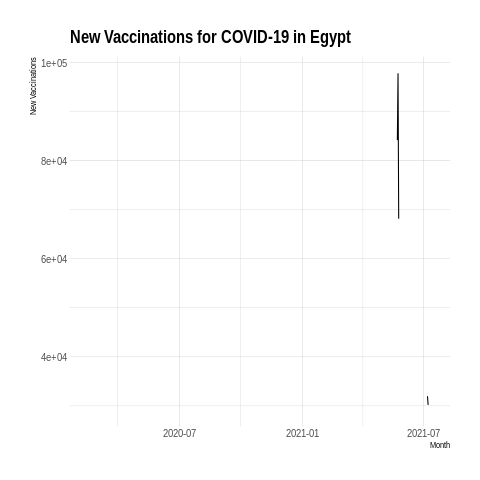 New Vaccinations for COVID-19 in Egypt
New Vaccinations
1e+05
8e+04
6e+04
4e+04
2020-07
2021-01
2021-07
Month